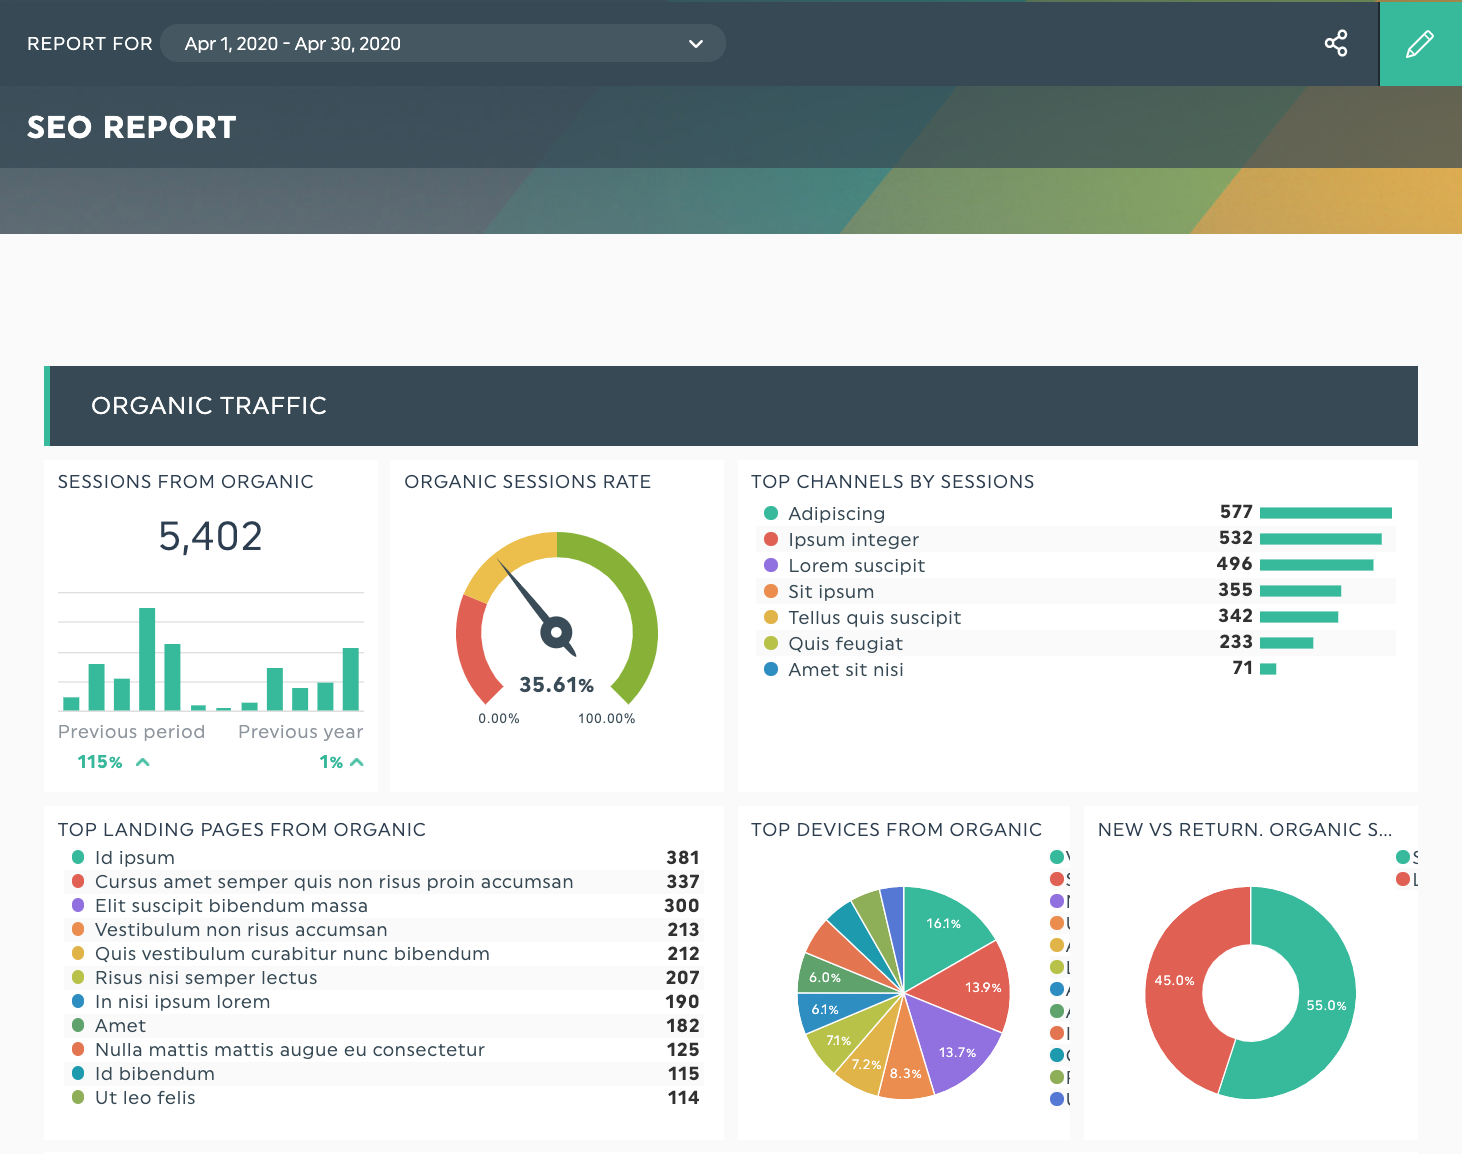 REPORT FOR
Apr 1, 2020 - Apr 30, 2020
SEO REPORT
ORGANIC TRAFFIC
SESSIONS FROM ORGANIC
5,402
Previous period
Previous year
115%
1%
ORGANIC SESSIONS RATE
35.61%
0.00%
100.00%
TOP CHANNELS BY SESSIONS
Adipiscing 577
Ipsum integer 532
Lorem suscipit 496
Sit ipsum 355
Tellus quis suscipit 342
Quis feugiat 233
Amet sit nisi 71
TOP LANDING PAGES FROM ORGANIC
Id ipsum 381
Cursus amet semper quis non risus proin accumsan 337
Elit suscipit bibendum massa 300
Vestibulum non risus accumsan 213
Quis vestibulum curabitur nunc bibendum 212
Risus nisi semper lectus 207
In nisi ipsum lorem 190
Amet 182
Nulla mattis mattis augue eu consectetur 125
Id bibendum 115
Ut leo felis 114
TOP DEVICES FROM ORGANIC
16.1%
13.9%
13.7%
8.3%
7.2%
7.1%
6.1%
6.0%
NEW VS RETURN. ORGANIC S...
45.0%
55.0%